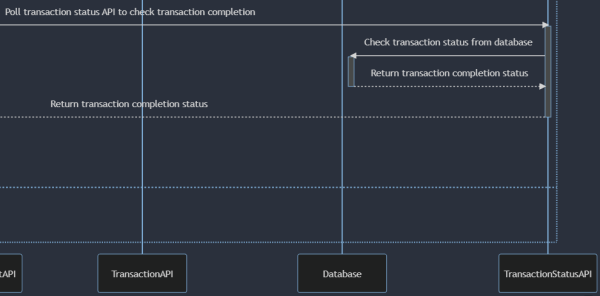 Poll transaction status API to check transaction completion
Check transaction status from database
Return transaction completion status
Return transaction completion status
TransactionAPI
Database
TransactionStatusAPI